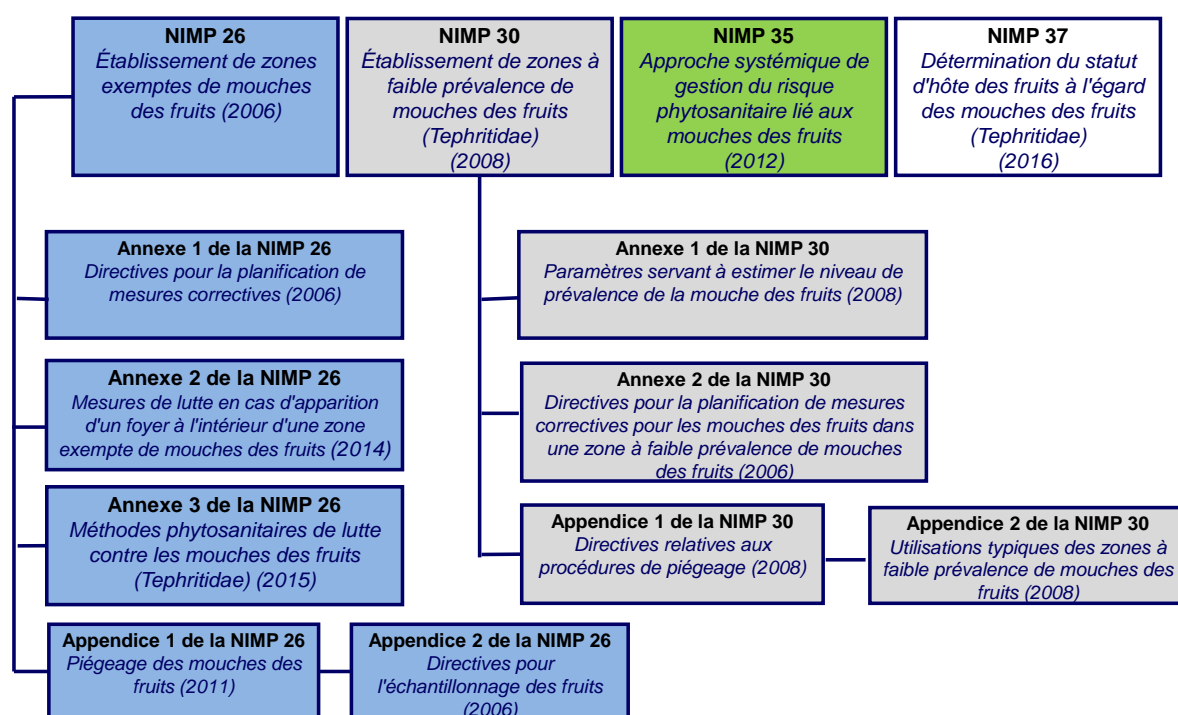 NIMP 26
Établissement de zones
exemptes de mouches
des fruits (2006)
NIMP 30
Établissement de zones à
faible prévalence de
mouches des fruits
(Tephritidae)
(2008)
NIMP 35
Approche systémique de
gestion du risque
phytosanitaire lié aux
mouches des fruits
(2012)
NIMP 37
Détermination du statut
d'hôte des fruits à l'égard
des mouches des fruits
(Tephritidae)
(2016)
Annexe 1 de la NIMP 26
Directives pour la planification de
mesures correctives (2006)
Annexe 1 de la NIMP 30
Paramètres servant à estimer le niveau de
prévalence de la mouche des fruits (2008)
Annexe 2 de la NIMP 26
Mesures de lutte en cas d'apparition
d'un foyer à l'intérieur d'une zone
exempte de mouches des fruits (2014)
Annexe 2 de la NIMP 30
Directives pour la planification de mesures
correctives pour les mouches des fruits dans
une zone à faible prévalence de mouches
des fruits (2006)
Annexe 3 de la NIMP 26
Méthodes phytosanitaires de lutte
contre les mouches des fruits
(Tephritidae) (2015)
Appendice 1 de la NIMP 30
Directives relatives aux
procédures de piégeage (2008)
Appendice 2 de la NIMP 30
Utilisations typiques des zones à
faible prévalence de mouches des
fruits (2008)
Appendice 1 de la NIMP 26
Piégeage des mouches des
fruits (2011)
Appendice 2 de la NIMP 26
Directives pour
l'échantillonnage des fruits
(2006)